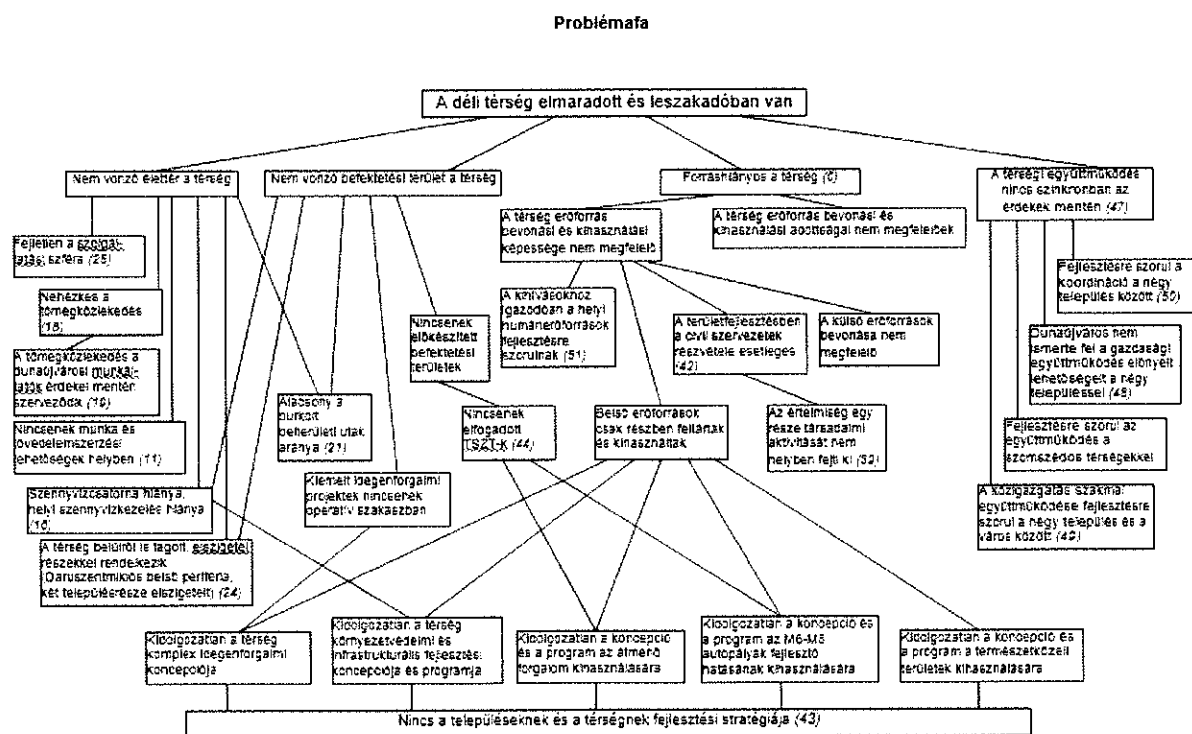 Problémafa
A déli térség elmaradott és leszakadóban van
Nem vonzó élettér a térség
Nem vonzó befektetési terület a térség
Forráshiányos a térség (6)
A térségi együttműködés
nincs szinkronban az
érdekek mentén (47)
Fejletlen a szolgál-
tatási szféra (25)
Nehézkes a
tömegközlekedés
(18)
A tömegközlekedés a
dunaújvárosi munkál-
tatók érdekei mentén
szerveződik (19)
Nincsenek munka és
jövedelemszerzési
lehetőségek helyben (11)
Szennyvízcsatorna hiánya,
helyi szennyvízkezelés hiánya
(16)
A térség belülről is tagolt, elszigetelt
részekkel rendelkezik
(Daruszentmiklós belső periféria,
két településrésze elszigetelt) (24)
Alacsony a
burkolt
belterületi utak
aránya (21)
Kiemelt idegenforgalmi
projektek nincsenek
operatív szakaszban
Nincsenek
előkészített
befektetési
területek
Nincsenek
elfogadott
TSZT-k (44)
A térség erőforrás
bevonási és kihasználási
képessége nem megfelelő
A térség erőforrás bevonási és
kihasználási adottságai nem megfelelőek
A kihívásokhoz
igazodóan a helyi
humánerőforrások
fejlesztésre
szorulnak (51)
A területfejlesztésben
a civil szervezetek
részvétele esetleges
(42)
A külső erőforrások
bevonása nem
megfelelő
Belső erőforrások
csak részben feltártak
és kihasználtak
Az értelmiség egy
része társadalmi
aktivitását nem
helyben fejti ki (32)
Fejlesztésre szorul a
koordináció a négy
település között (50)
Dunaújváros nem
ismerte fel a gazdasági
együttműködés előnyeit
lehetőségeit a négy
településsel (48)
Fejlesztésre szorul az
együttműködés a
szomszédos térségekkel
A közigazgatás szakmai
együttműködése fejlesztésre
szorul a négy település és a
város között (49)
Kidolgozatlan a térség
komplex idegenforgalmi
koncepciója
Kidolgozatlan a térség
környezetvédelmi és
infrastrukturális fejlesztési
koncepciója és programja
Kidolgozatlan a koncepció
és a program az átmenő
forgalom kihasználására
Kidolgozatlan a koncepció és
a program az M6-M8
autópályák fejlesztő
hatásának kihasználására
Kidolgozatlan a koncepció és
a program a természetközeli
területek kihasználására
Nincs a településeknek és a térségnek fejlesztési stratégiája (43)